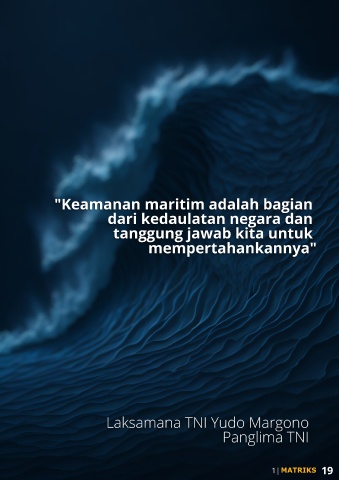 "Keamanan maritim adalah bagian
dari kedaulatan negara dan
tanggung jawab kita untuk
mempertahankannya"
Laksamana TNI Yudo Margono
Panglima TNI
1| MATRIKS 19